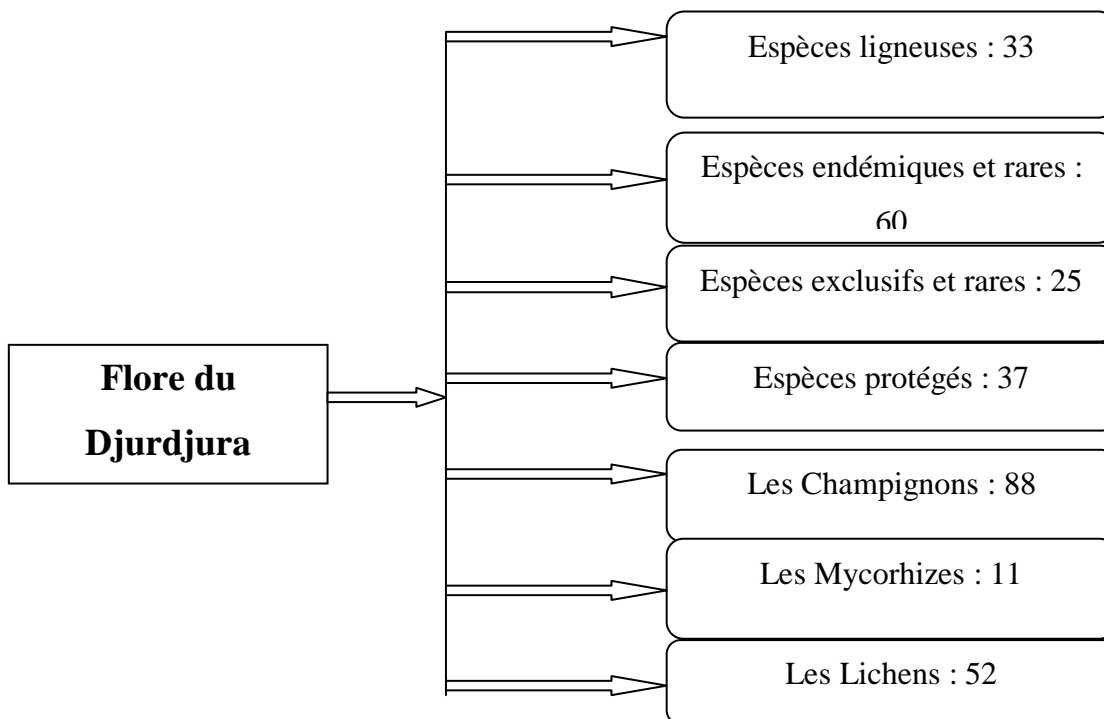 Espèces ligneuses : 33
Espèces endémiques et rares :
60
Espèces exclusifs et rares : 25
Flore du
Djurdjura
Espèces protégés : 37
Les Champignons : 88
Les Mycorhizes : 11
Les Lichens : 52